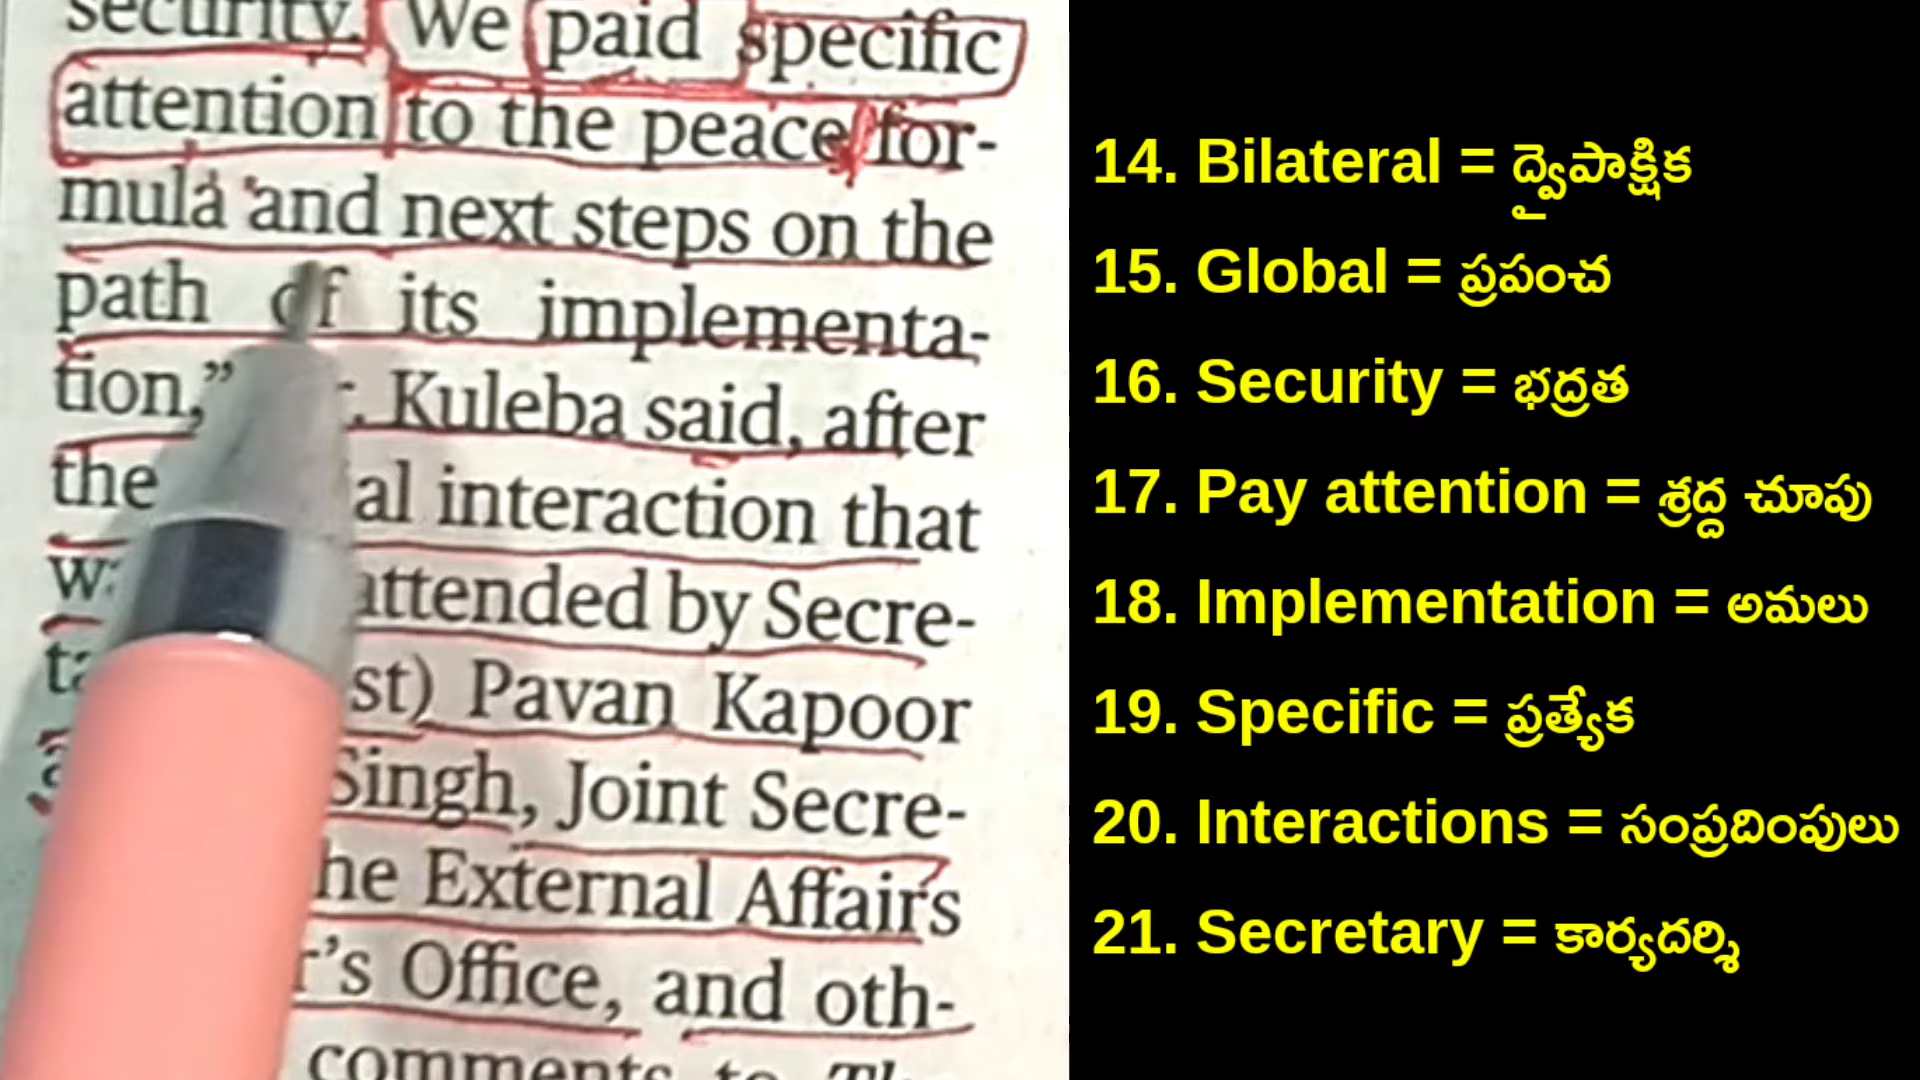 security. We paid specific
attention to the peace for-
mula and next steps on the
path of its implementa-
tion,” Kuleba said, after
the interaction that
attended by Secre-
Pavan Kapoor
Singh, Joint Secre-
External Affairs
Office, and oth-
comments to
14. Bilateral = ద్వైపాక్షిక
15. Global = ప్రపంచ
16. Security = భద్రత
17. Pay attention = శ్రద్ద చూపు
18. Implementation = అమలు
19. Specific = ప్రత్యేక
20. Interactions = సంప్రదింపులు
21. Secretary = కార్యదర్శి